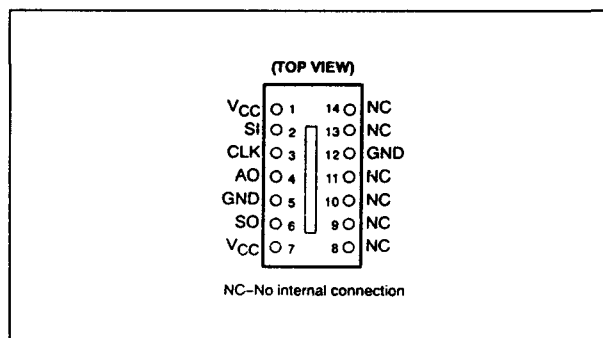 (TOP VIEW)
VCC 1 14 NC
SI 2 13 NC
CLK 3 12 GND
AO 4 11 NC
GND 5 10 NC
SO 6 9 NC
VCC 7 8 NC
NC–No internal connection